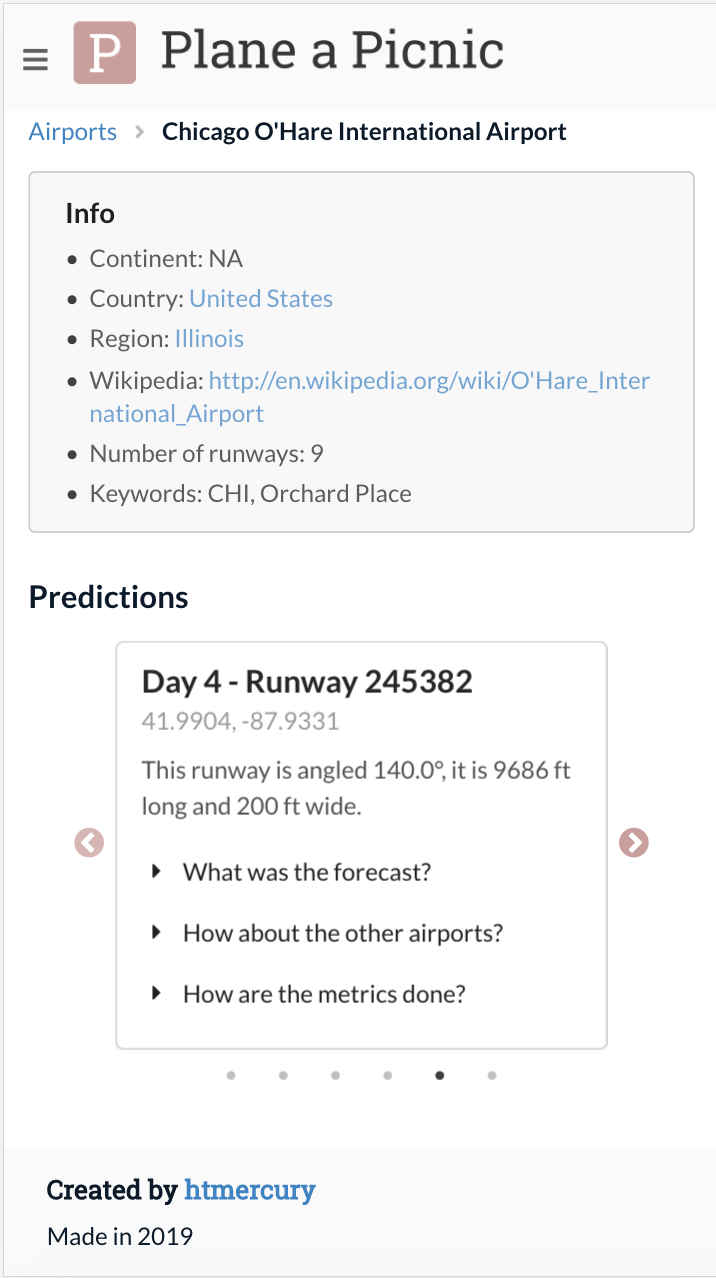 P Plane a Picnic
Airports > Chicago O'Hare International Airport
Info
• Continent: NA
• Country: United States
• Region: Illinois
• Wikipedia: http://en.wikipedia.org/wiki/O'Hare_Inter
national_Airport
• Number of runways: 9
• Keywords: CHI, Orchard Place
Predictions
Day 4 - Runway 245382
41.9904, -87.9331
This runway is angled 140.0°, it is 9686 ft
long and 200 ft wide.
What was the forecast?
How about the other airports?
How are the metrics done?
Created by htmercury
Made in 2019